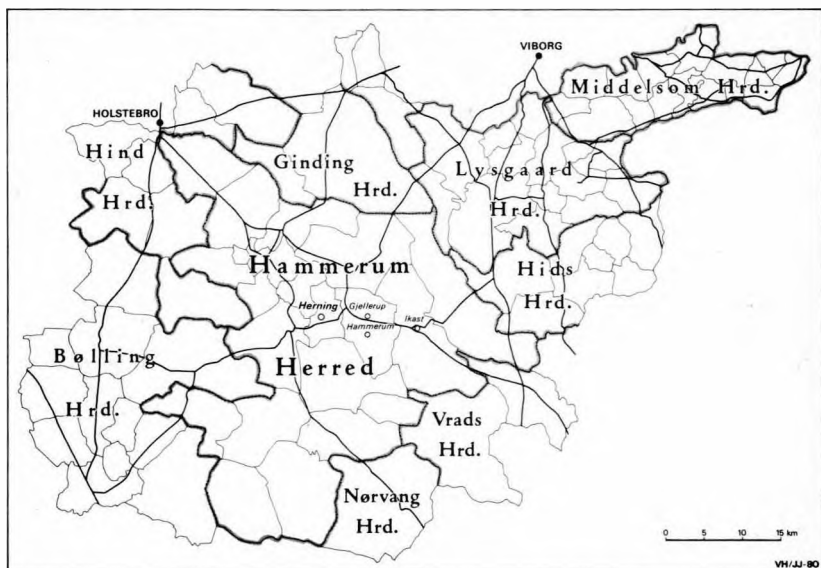 VIBORG
Middelsom Hrd.
HOLSTEBRO
Hind
Hrd.
Ginding
Hrd.
Lysgaard
Hrd.
Hammerum
Hids
Hrd.
Herning
Gjellerup
Hammerum
Ikast
Bølling
Hrd.
Herred
Vrads
Hrd.
Nørvang
Hrd.
0 5 10 15 km
VH/JJ-80